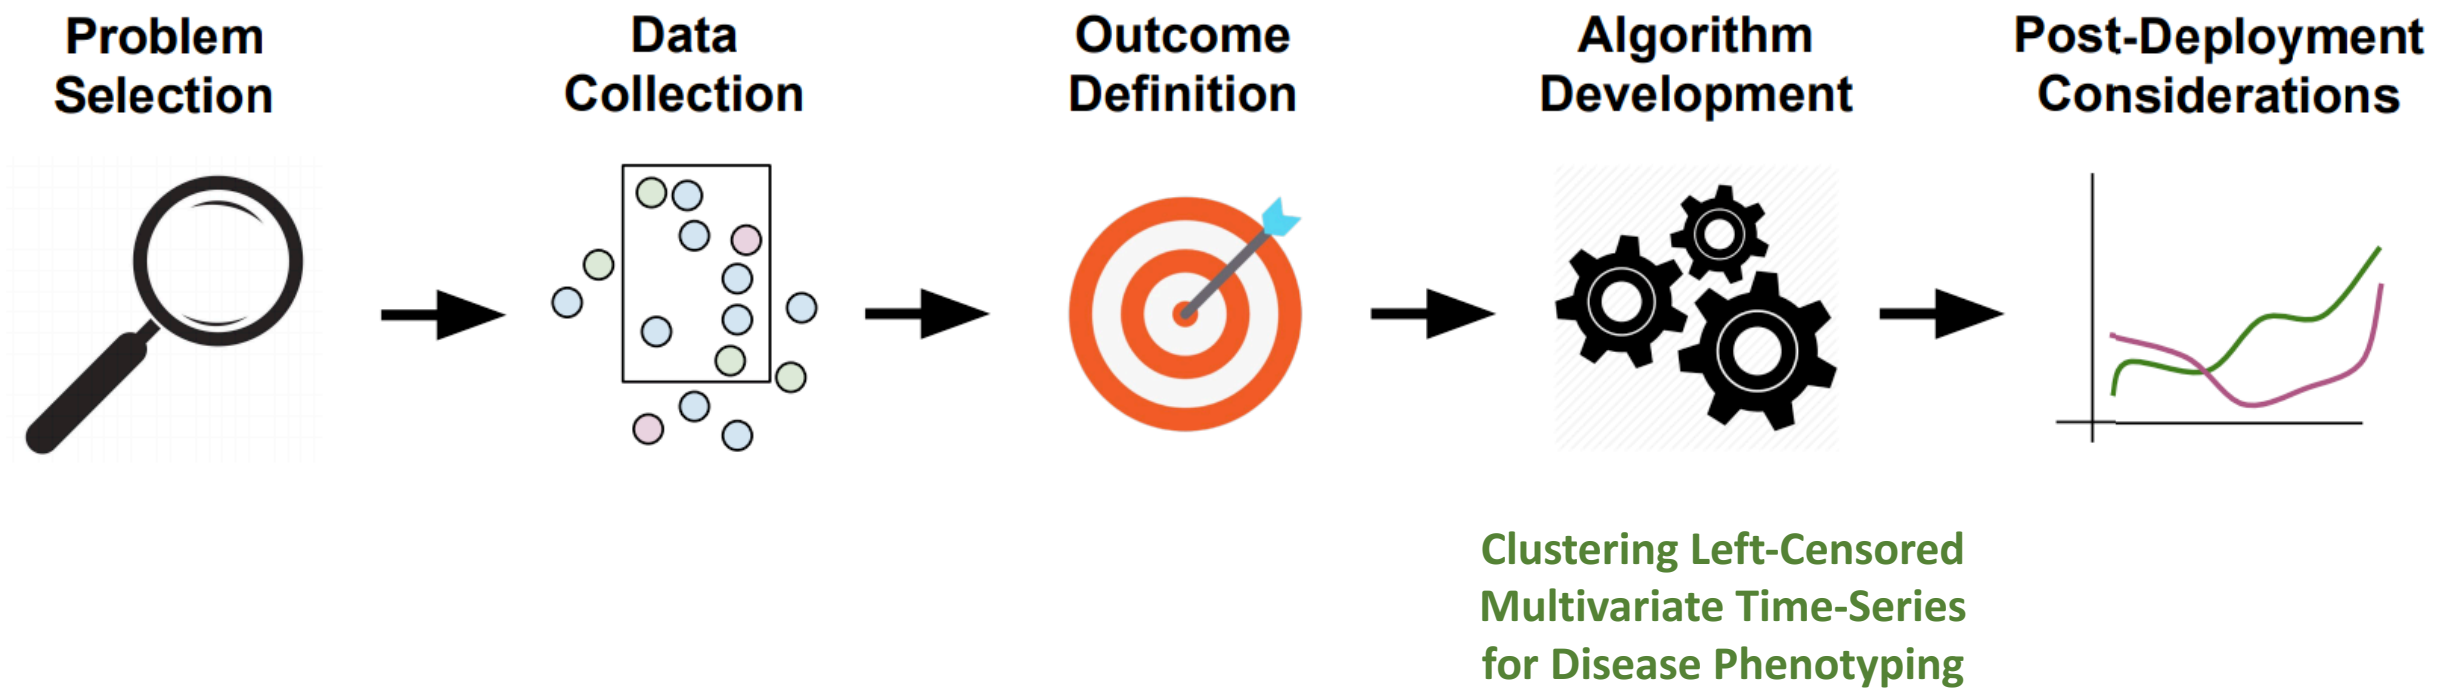 Problem
Selection
Data
Collection
Outcome
Definition
Algorithm
Development
Post-Deployment
Considerations
Clustering Left-Censored
Multivariate Time-Series
for Disease Phenotyping